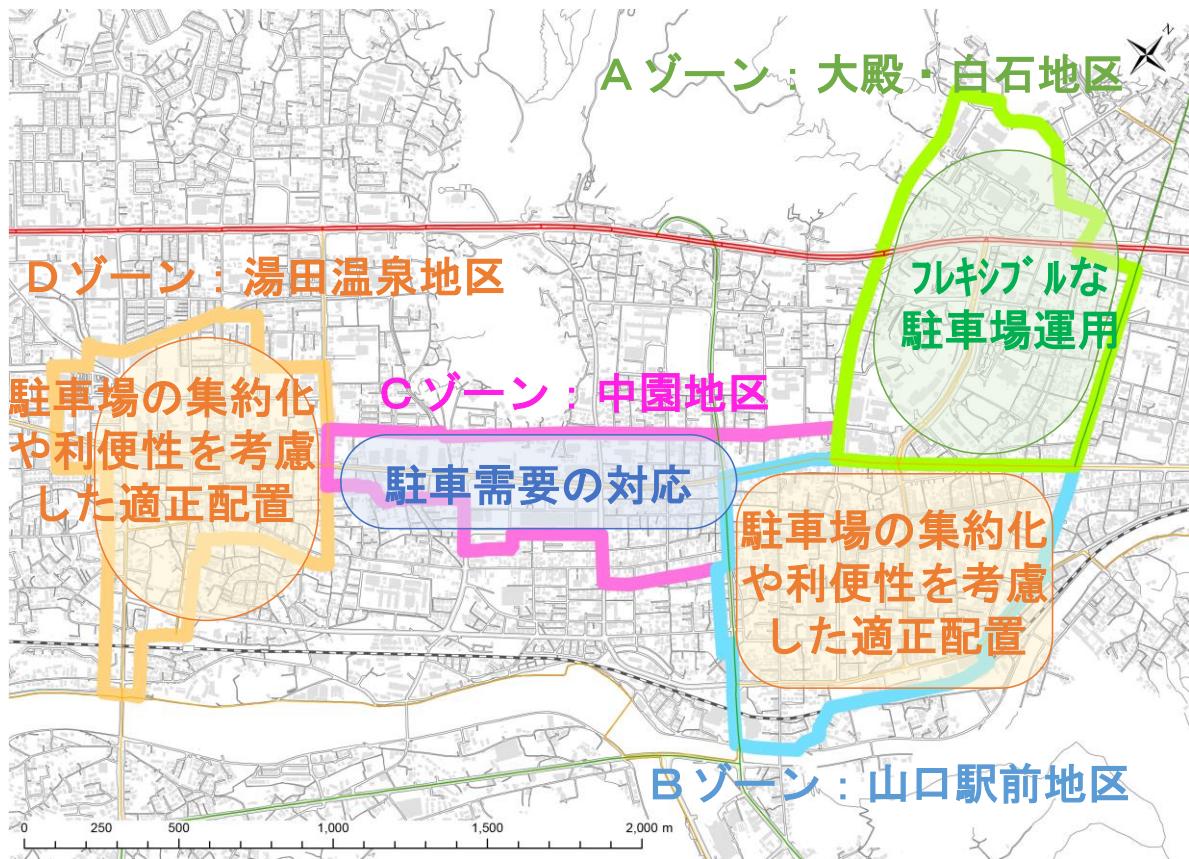 Aゾーン：大殿・白石地区
N
フレキシブルな
駐車場運用
Dゾーン：湯田温泉地区
駐車場の集約化
や利便性を考慮
した適正配置
Cゾーン：中園地区
駐車需要の対応
駐車場の集約化
や利便性を考慮
した適正配置
Bゾーン：山口駅前地区
0 250 500 1,000 1,500 2,000 m